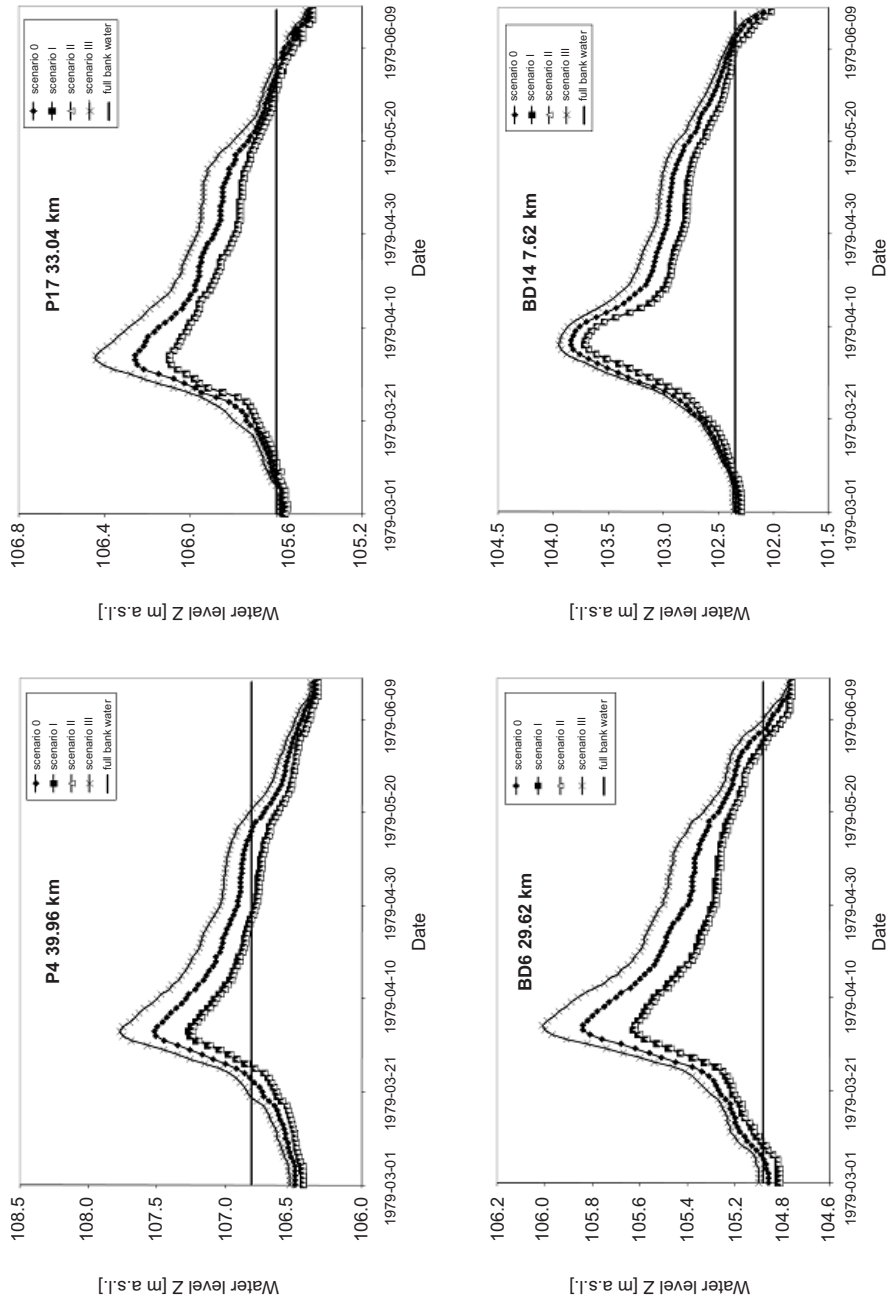 P4 39.96 km
scenario 0
scenario I
scenario II
scenario III
full bank water
Water level Z [m a.s.l.]
108.5
108.0
107.5
107.0
106.5
106.0
1979-03-01
1979-03-21
1979-04-10
1979-04-30
1979-05-20
1979-06-09
Date
P17 33.04 km
scenario 0
scenario I
scenario II
scenario III
full bank water
Water level Z [m a.s.l.]
106.8
106.4
106.0
105.6
105.2
1979-03-01
1979-03-21
1979-04-10
1979-04-30
1979-05-20
1979-06-09
Date
BD6 29.62 km
scenario 0
scenario I
scenario II
scenario III
full bank water
Water level Z [m a.s.l.]
106.2
106.0
105.8
105.6
105.4
105.2
104.8
104.6
1979-03-01
1979-03-21
1979-04-10
1979-04-30
1979-05-20
1979-06-09
Date
BD14 7.62 km
scenario 0
scenario I
scenario II
scenario III
full bank water
Water level Z [m a.s.l.]
104.5
104.0
103.5
103.0
102.5
102.0
101.5
1979-03-01
1979-03-21
1979-04-10
1979-04-30
1979-05-20
1979-06-09
Date